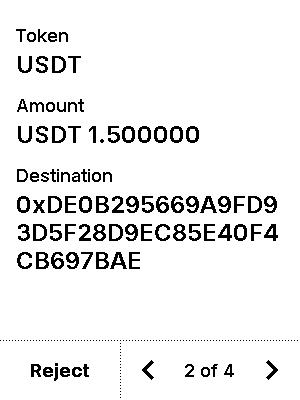 Token
USDT
Amount
USDT 1.500000
Destination
0xDE0B295669A9FD9
3D5F28D9EC85E40F4
CB697BAE
Reject
2 of 4